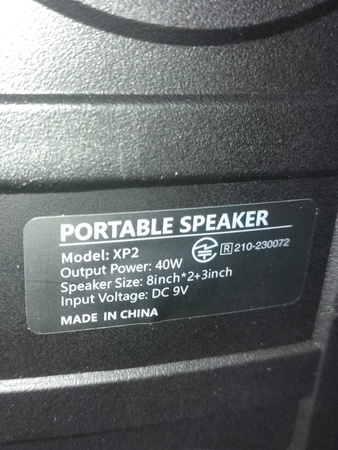 PORTABLE SPEAKER
Model: XP2
R 210-230072
Output Power: 40W
Speaker Size: 8inch*2+3inch
Input Voltage: DC 9V
MADE IN CHINA